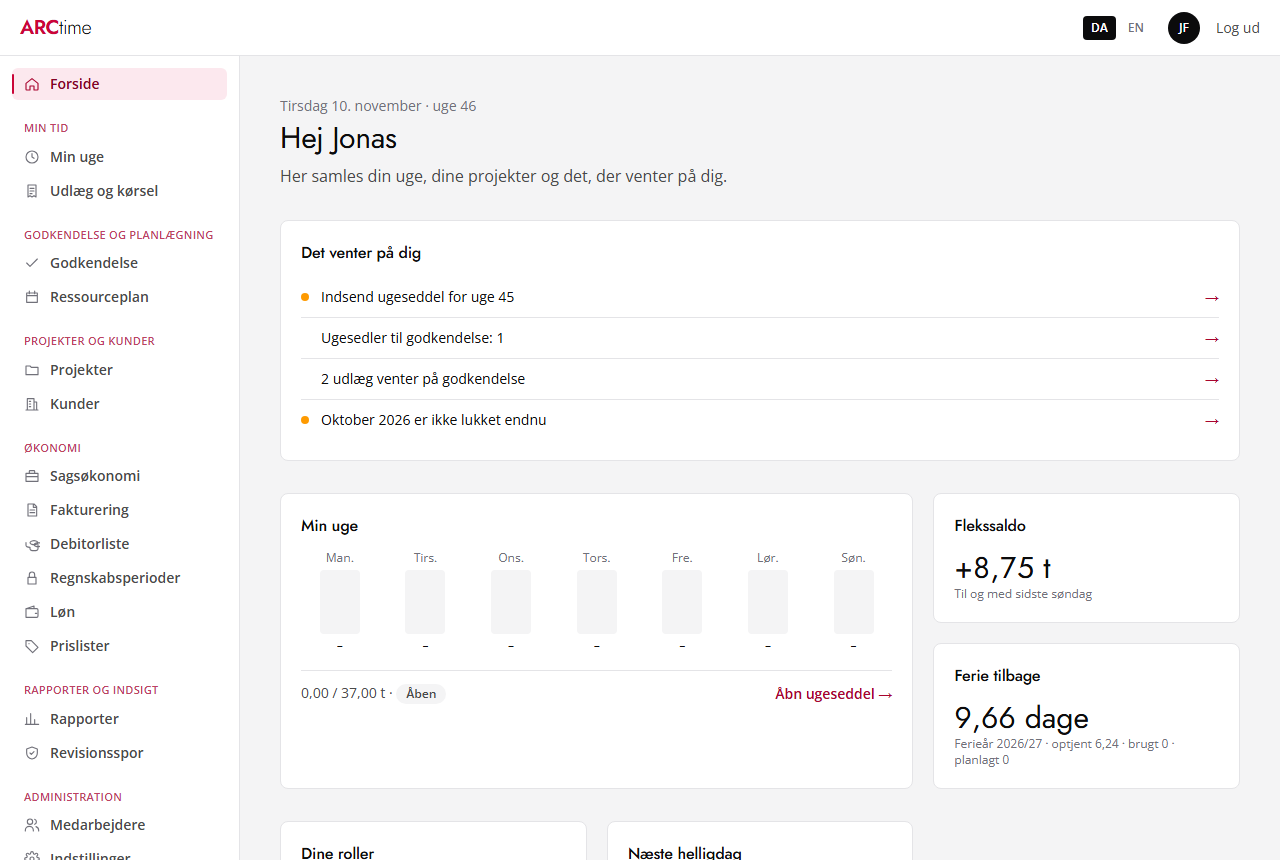 ARCtime
DA EN JF Log ud
Forside
MIN TID
Min uge
Udlæg og kørsel
GODKENDELSE OG PLANLÆGNING
Godkendelse
Ressourceplan
PROJEKTER OG KUNDER
Projekter
Kunder
ØKONOMI
Sagsøkonomi
Fakturering
Debitorliste
Regnskabsperioder
Løn
Prislister
RAPPORTER OG INDSIGT
Rapporter
Revisionsspor
ADMINISTRATION
Medarbejdere
Indstillinger
Tirsdag 10. november · uge 46
Hej Jonas
Her samles din uge, dine projekter og det, der venter på dig.
Det venter på dig
Indsend ugeseddel for uge 45 →
Ugesedler til godkendelse: 1 →
2 udlæg venter på godkendelse →
Oktober 2026 er ikke lukket endnu →
Min uge
Man. Tirs. Ons. Tors. Fre. Lør. Søn.
– – – – – – –
0,00 / 37,00 t · Åben
Åbn ugeseddel →
Flekssaldo
+8,75 t
Til og med sidste søndag
Ferie tilbage
9,66 dage
Ferieår 2026/27 · optjent 6,24 · brugt 0 ·
planlagt 0
Dine roller
Næste helligdag